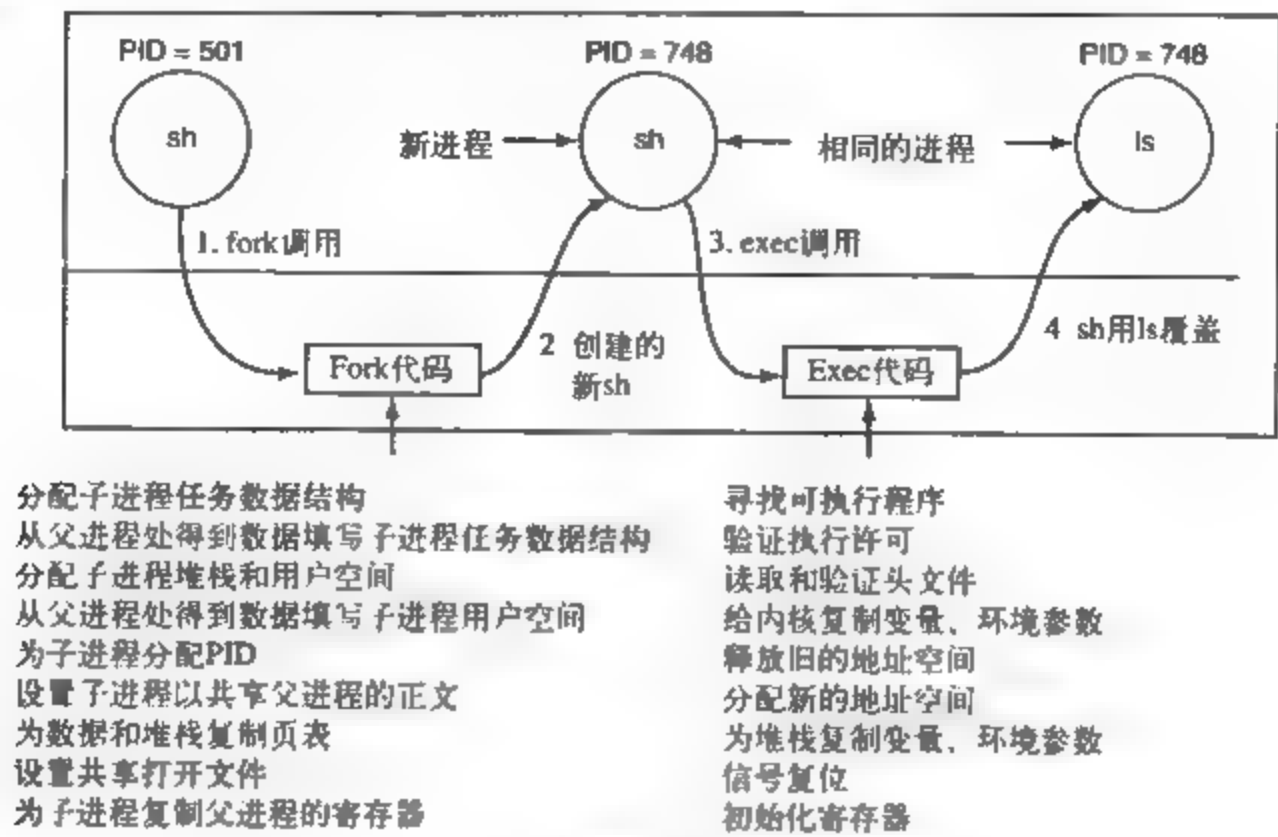 PID = 501
PID = 748
PID = 748
sh
新进程
sh
相同的进程
ls
1. fork调用
3. exec调用
2 创建的
新sh
4 sh用ls覆盖
Fork代码
Exec代码
分配子进程任务数据结构
从父进程处得到数据填写子进程任务数据结构
分配子进程堆栈和用户空间
从父进程处得到数据填写子进程用户空间
为子进程分配PID
设置子进程以共享父进程的正文
为数据和堆栈复制页表
设置共享打开文件
为子进程复制父进程的寄存器
寻找可执行程序
验证执行许可
读取和验证头文件
给内核复制变量、环境参数
释放旧的地址空间
分配新的地址空间
为堆栈复制变量、环境参数
信号复位
初始化寄存器